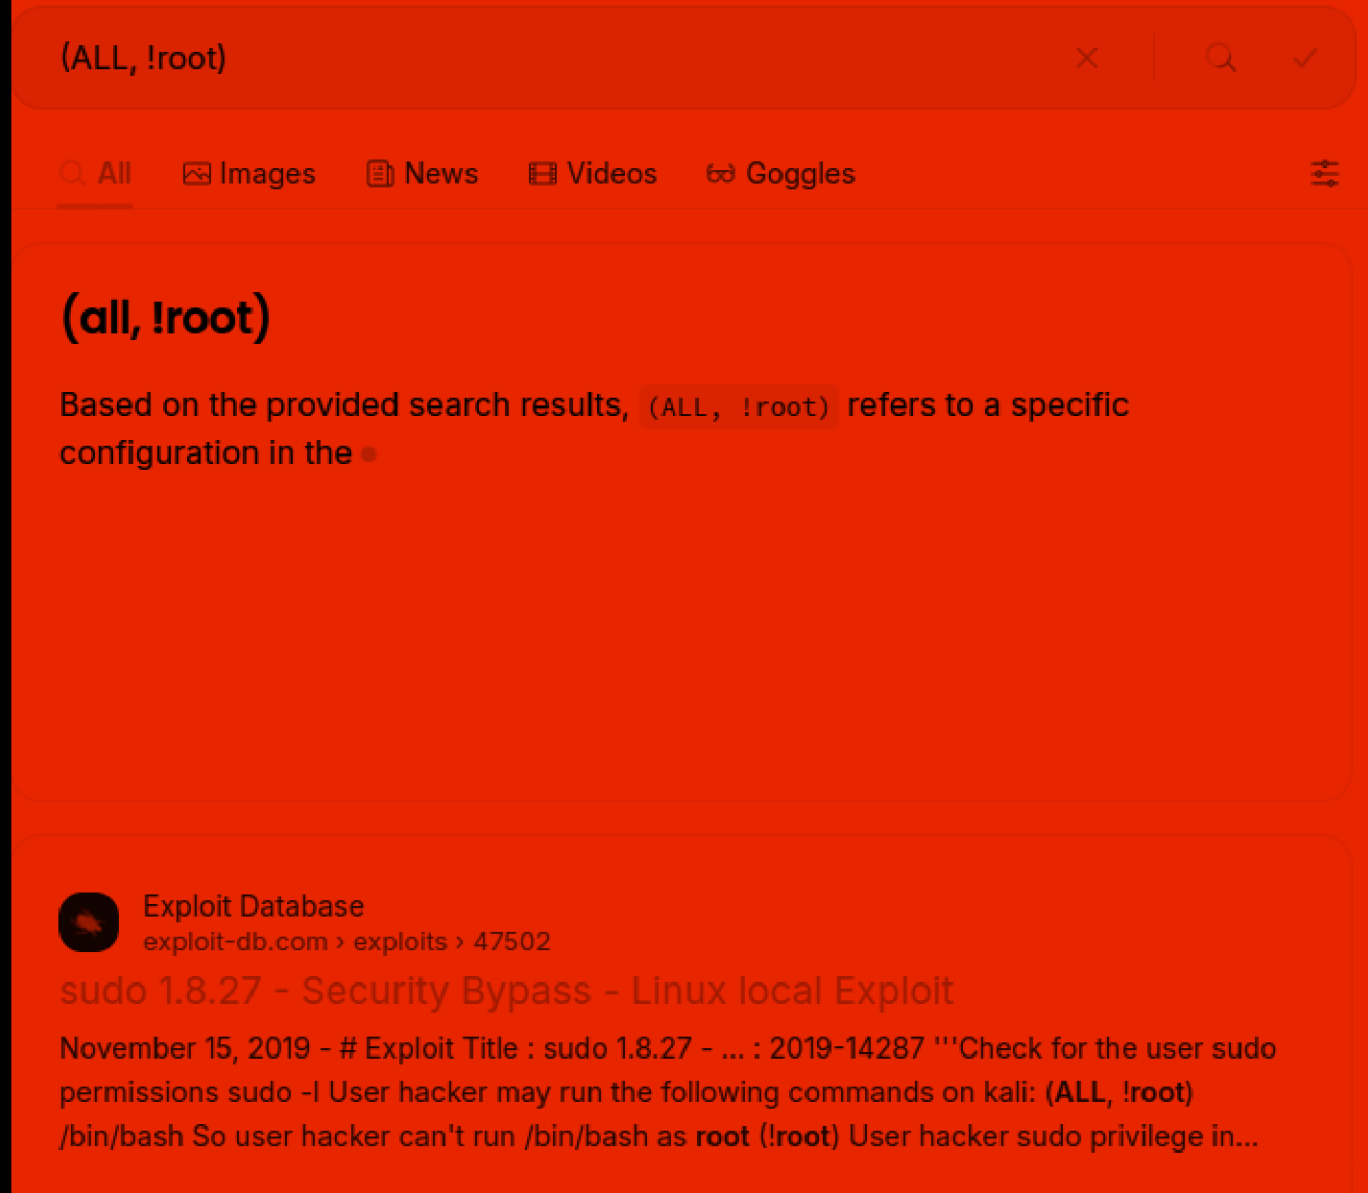 (ALL, !root)
All Images News Videos Goggles
(all, !root)
Based on the provided search results, (ALL, !root) refers to a specific
configuration in the
Exploit Database
exploit-db.com › exploits › 47502
sudo 1.8.27 - Security Bypass - Linux local Exploit
November 15, 2019 - # Exploit Title : sudo 1.8.27 - ... : 2019-14287 '''Check for the user sudo
permissions sudo -l User hacker may run the following commands on kali: (ALL, !root)
/bin/bash So user hacker can't run /bin/bash as root (!root) User hacker sudo privilege in...